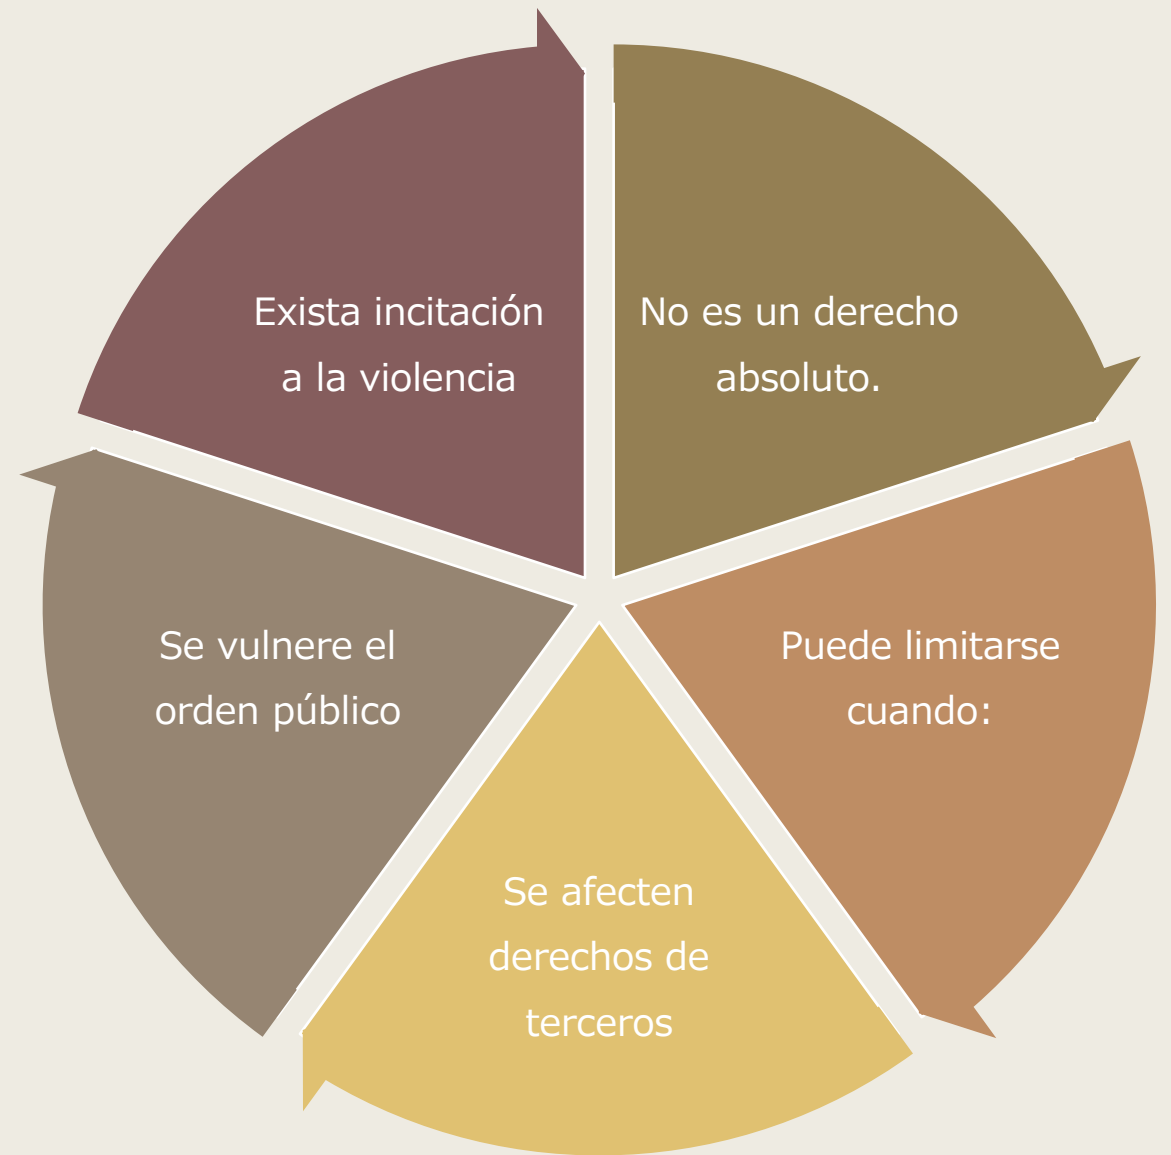 No es un derecho
absoluto.
Puede limitarse
cuando:
Se afecten
derechos de
terceros
Se vulnere el
orden público
Exista incitación
a la violencia